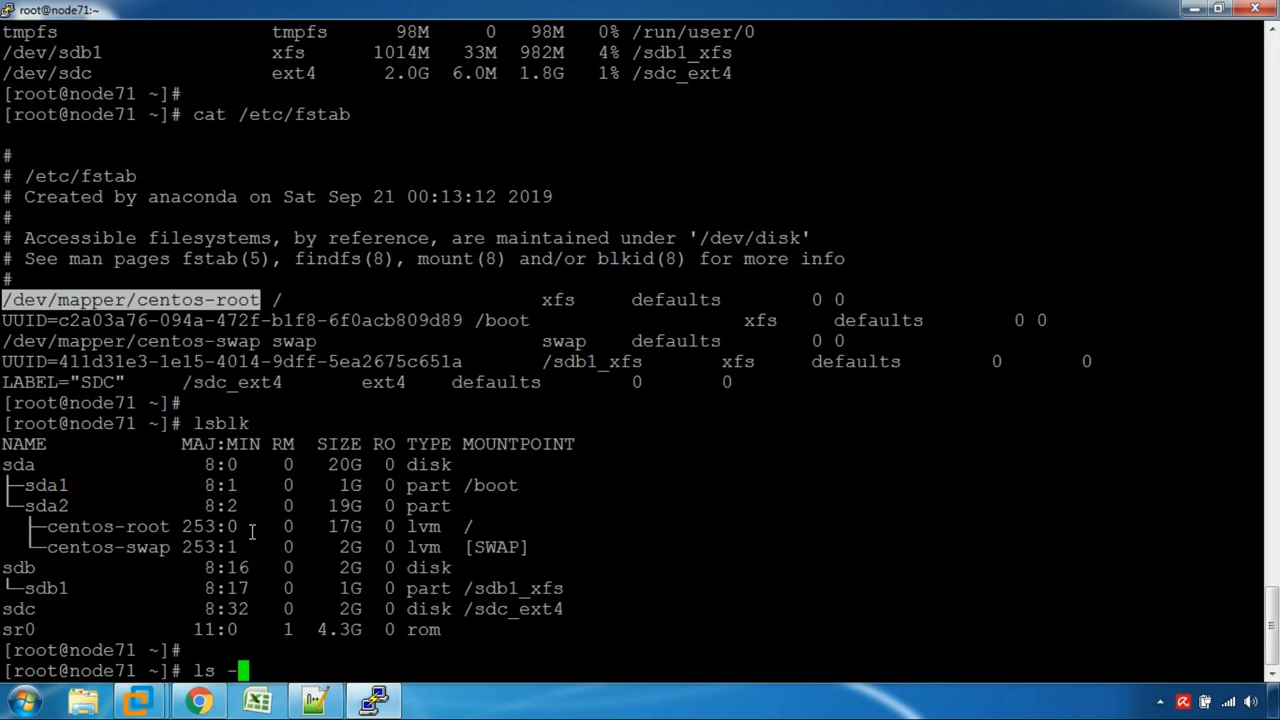 root@node71:~
tmpfs                   tmpfs     98M     0   98M   0% /run/user/0
/dev/sdb1               xfs     1014M   33M  982M   4% /sdb1_xfs
/dev/sdc                ext4     2.0G  6.0M  1.8G   1% /sdc_ext4
[root@node71 ~]#
[root@node71 ~]# cat /etc/fstab
#
# /etc/fstab
# Created by anaconda on Sat Sep 21 00:13:12 2019
#
# Accessible filesystems, by reference, are maintained under '/dev/disk'
# See man pages fstab(5), findfs(8), mount(8) and/or blkid(8) for more info
#
/dev/mapper/centos-root /                       xfs     defaults        0 0
UUID=c2a03a76-094a-472f-b1f8-6f0acb809d89 /boot                   xfs     defaults        0 0
/dev/mapper/centos-swap swap                    swap    defaults        0 0
UUID=411d31e3-1e15-4014-9dff-5ea2675c651a       /sdb1_xfs       xfs     defaults        0       0
LABEL="SDC"     /sdc_ext4       ext4    defaults        0       0
[root@node71 ~]#
[root@node71 ~]# lsblk
NAME            MAJ:MIN RM  SIZE RO TYPE MOUNTPOINT
sda               8:0    0   20G  0 disk
├─sda1            8:1    0    1G  0 part /boot
└─sda2            8:2    0   19G  0 part
  ├─centos-root 253:0    0   17G  0 lvm  /
  └─centos-swap 253:1    0    2G  0 lvm  [SWAP]
sdb               8:16   0    2G  0 disk
└─sdb1            8:17   0    1G  0 part /sdb1_xfs
sdc               8:32   0    2G  0 disk /sdc_ext4
sr0              11:0    1  4.3G  0 rom
[root@node71 ~]#
[root@node71 ~]# ls -